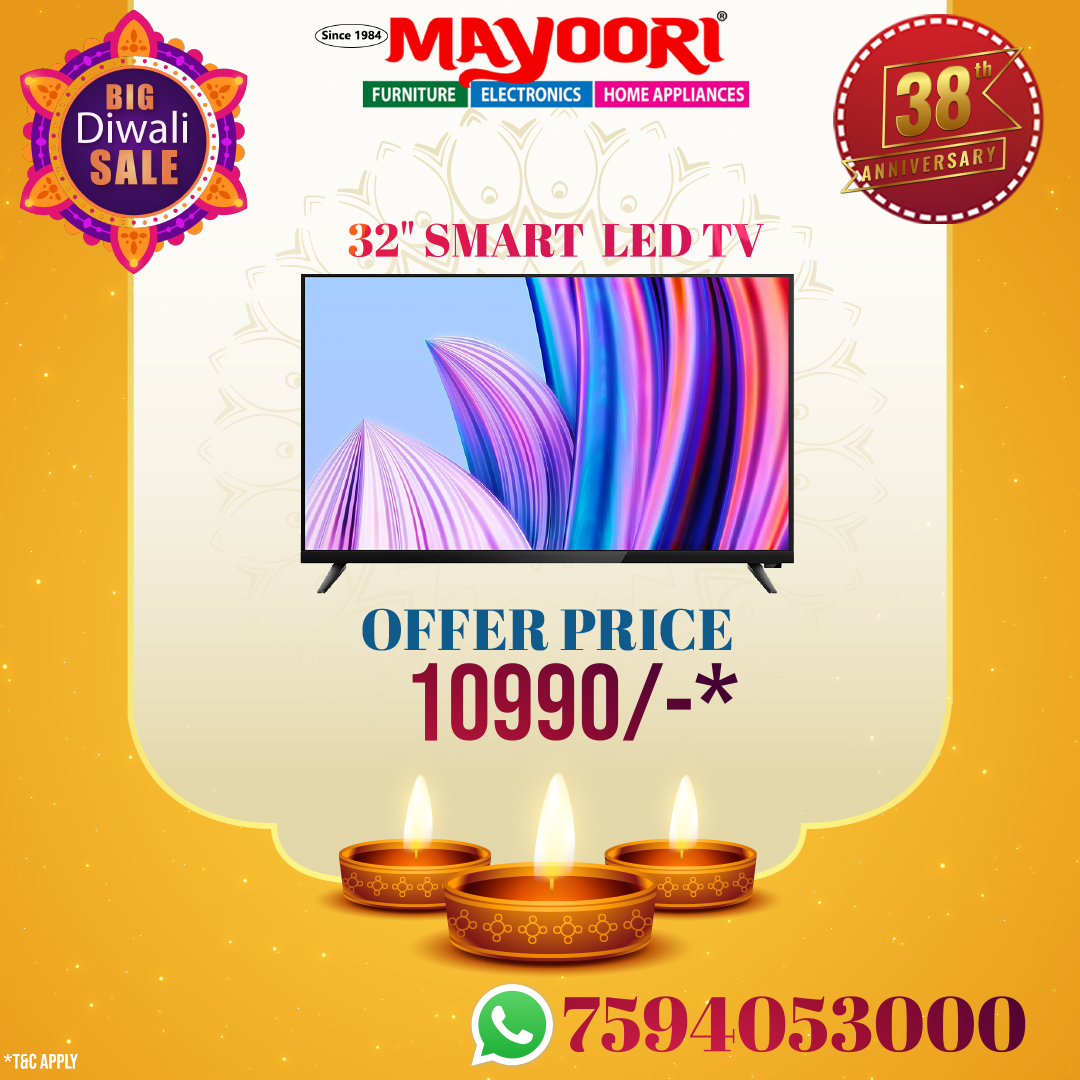 BIG
Diwali
SALE
Since 1984
MAYOORI®
FURNITURE ELECTRONICS HOME APPLIANCES
38th
ANNIVERSARY
32" SMART LED TV
OFFER PRICE
10990/-*
7594053000
*T&C APPLY